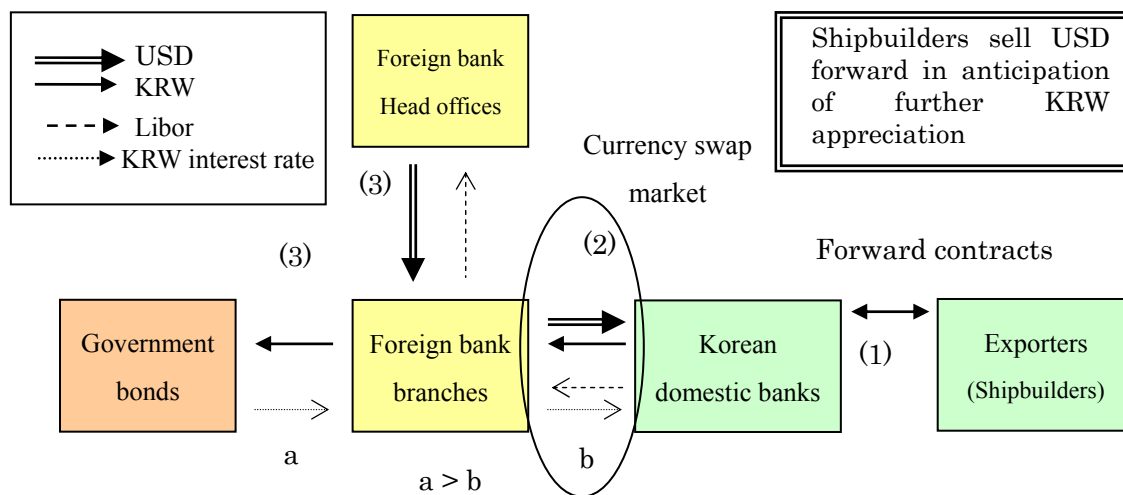 USD
KRW
Libor
KRW interest rate
Foreign bank
Head offices
Shipbuilders sell USD
forward in anticipation
of further KRW
appreciation
Currency swap
market
(3)
(3)
(2)
Forward contracts
Government
bonds
Foreign bank
branches
Korean
domestic banks
(1)
Exporters
(Shipbuilders)
a
a > b
b